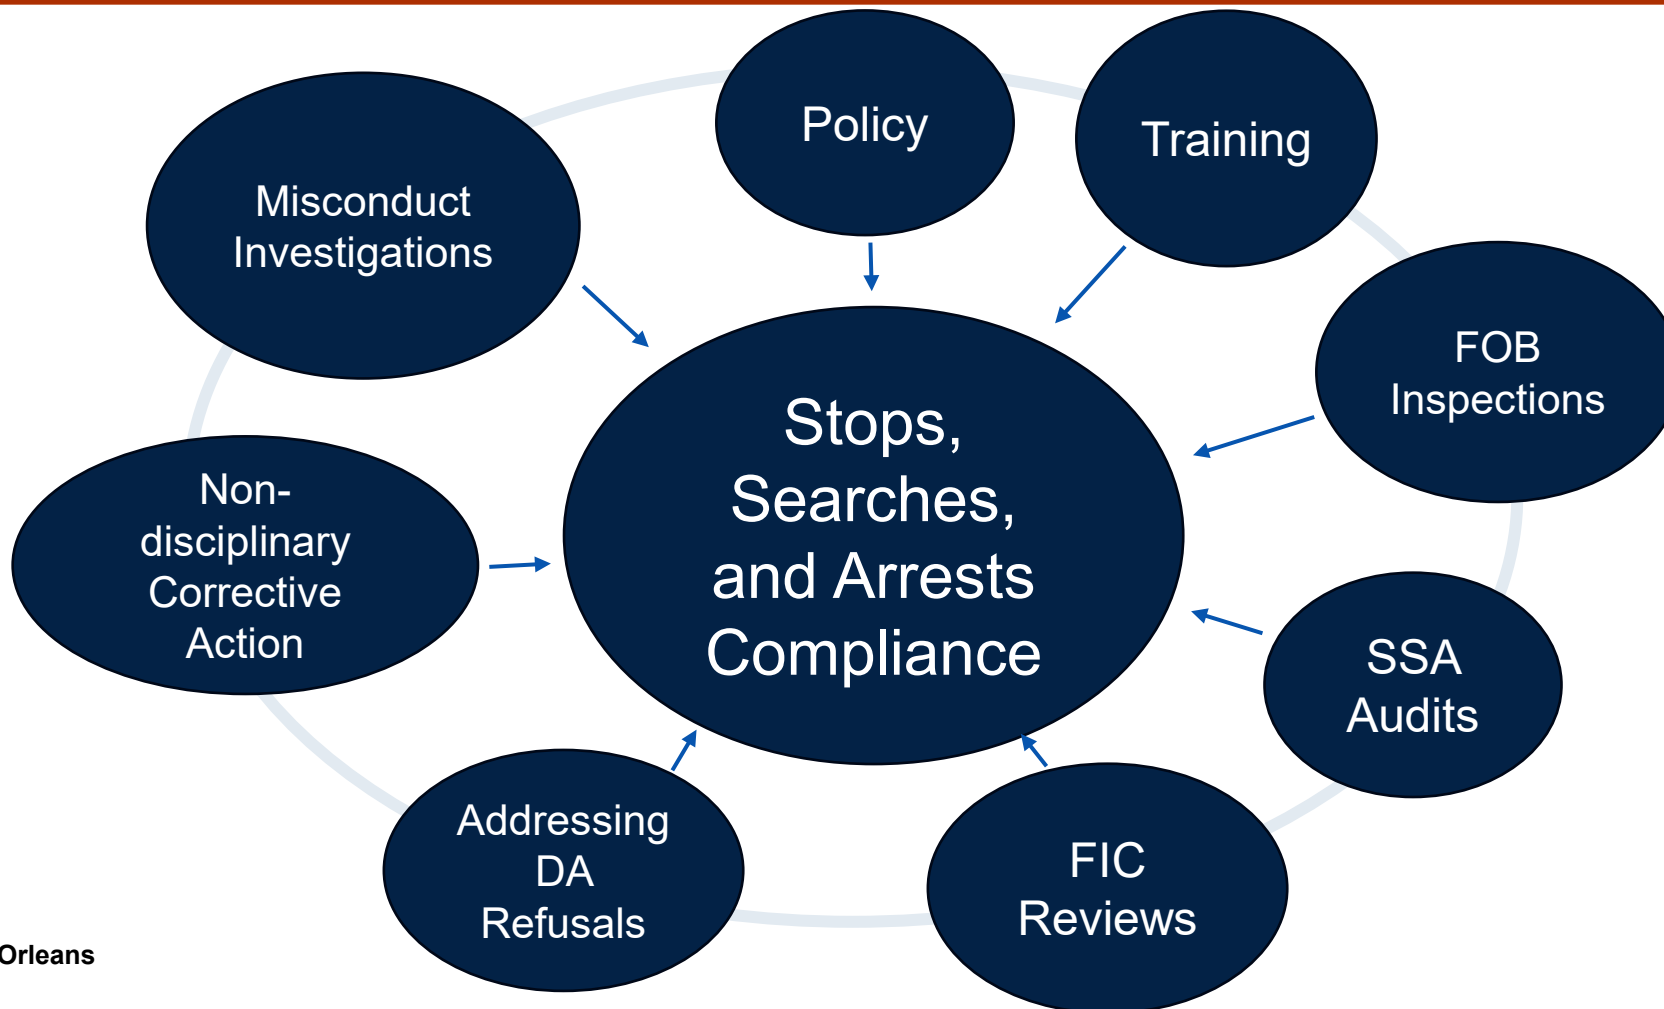 Policy
Training
Misconduct
Investigations
FOB
Inspections
Stops,
Searches,
and Arrests
Compliance
Non-
disciplinary
Corrective
Action
SSA
Audits
Addressing
DA
Refusals
FIC
Reviews
Orleans